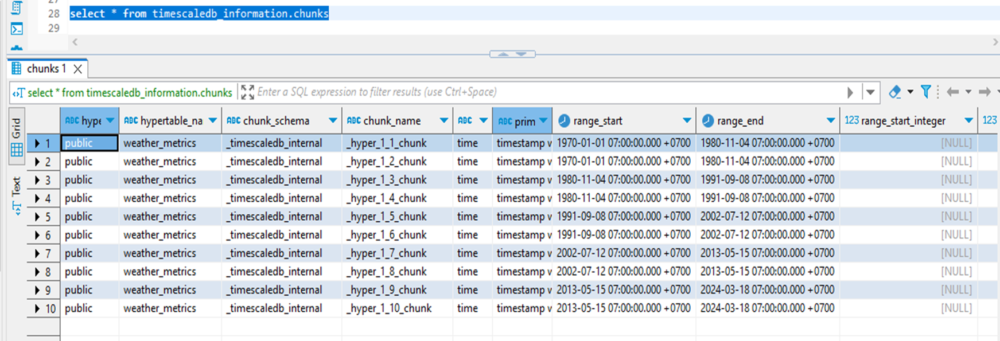 27
28 select * from timescaledb_information.chunks
29
chunks 1
select * from timescaledb_information.chunks Enter a SQL expression to filter results (use Ctrl+Space)
Grid
Text
ABC hype ABC hypertable_na ABC chunk_schema ABC chunk_name ABC ABC prim range_start range_end 123 range_start_integer 123
1 public weather_metrics _timescaledb_internal _hyper_1_1_chunk time timestamp w 1970-01-01 07:00:00.000 +0700 1980-11-04 07:00:00.000 +0700 [NULL]
2 public weather_metrics _timescaledb_internal _hyper_1_2_chunk time timestamp w 1970-01-01 07:00:00.000 +0700 1980-11-04 07:00:00.000 +0700 [NULL]
3 public weather_metrics _timescaledb_internal _hyper_1_3_chunk time timestamp w 1980-11-04 07:00:00.000 +0700 1991-09-08 07:00:00.000 +0700 [NULL]
4 public weather_metrics _timescaledb_internal _hyper_1_4_chunk time timestamp w 1980-11-04 07:00:00.000 +0700 1991-09-08 07:00:00.000 +0700 [NULL]
5 public weather_metrics _timescaledb_internal _hyper_1_5_chunk time timestamp w 1991-09-08 07:00:00.000 +0700 2002-07-12 07:00:00.000 +0700 [NULL]
6 public weather_metrics _timescaledb_internal _hyper_1_6_chunk time timestamp w 1991-09-08 07:00:00.000 +0700 2002-07-12 07:00:00.000 +0700 [NULL]
7 public weather_metrics _timescaledb_internal _hyper_1_7_chunk time timestamp w 2002-07-12 07:00:00.000 +0700 2013-05-15 07:00:00.000 +0700 [NULL]
8 public weather_metrics _timescaledb_internal _hyper_1_8_chunk time timestamp w 2002-07-12 07:00:00.000 +0700 2013-05-15 07:00:00.000 +0700 [NULL]
9 public weather_metrics _timescaledb_internal _hyper_1_9_chunk time timestamp w 2013-05-15 07:00:00.000 +0700 2024-03-18 07:00:00.000 +0700 [NULL]
10 public weather_metrics _timescaledb_internal _hyper_1_10_chunk time timestamp w 2013-05-15 07:00:00.000 +0700 2024-03-18 07:00:00.000 +0700 [NULL]